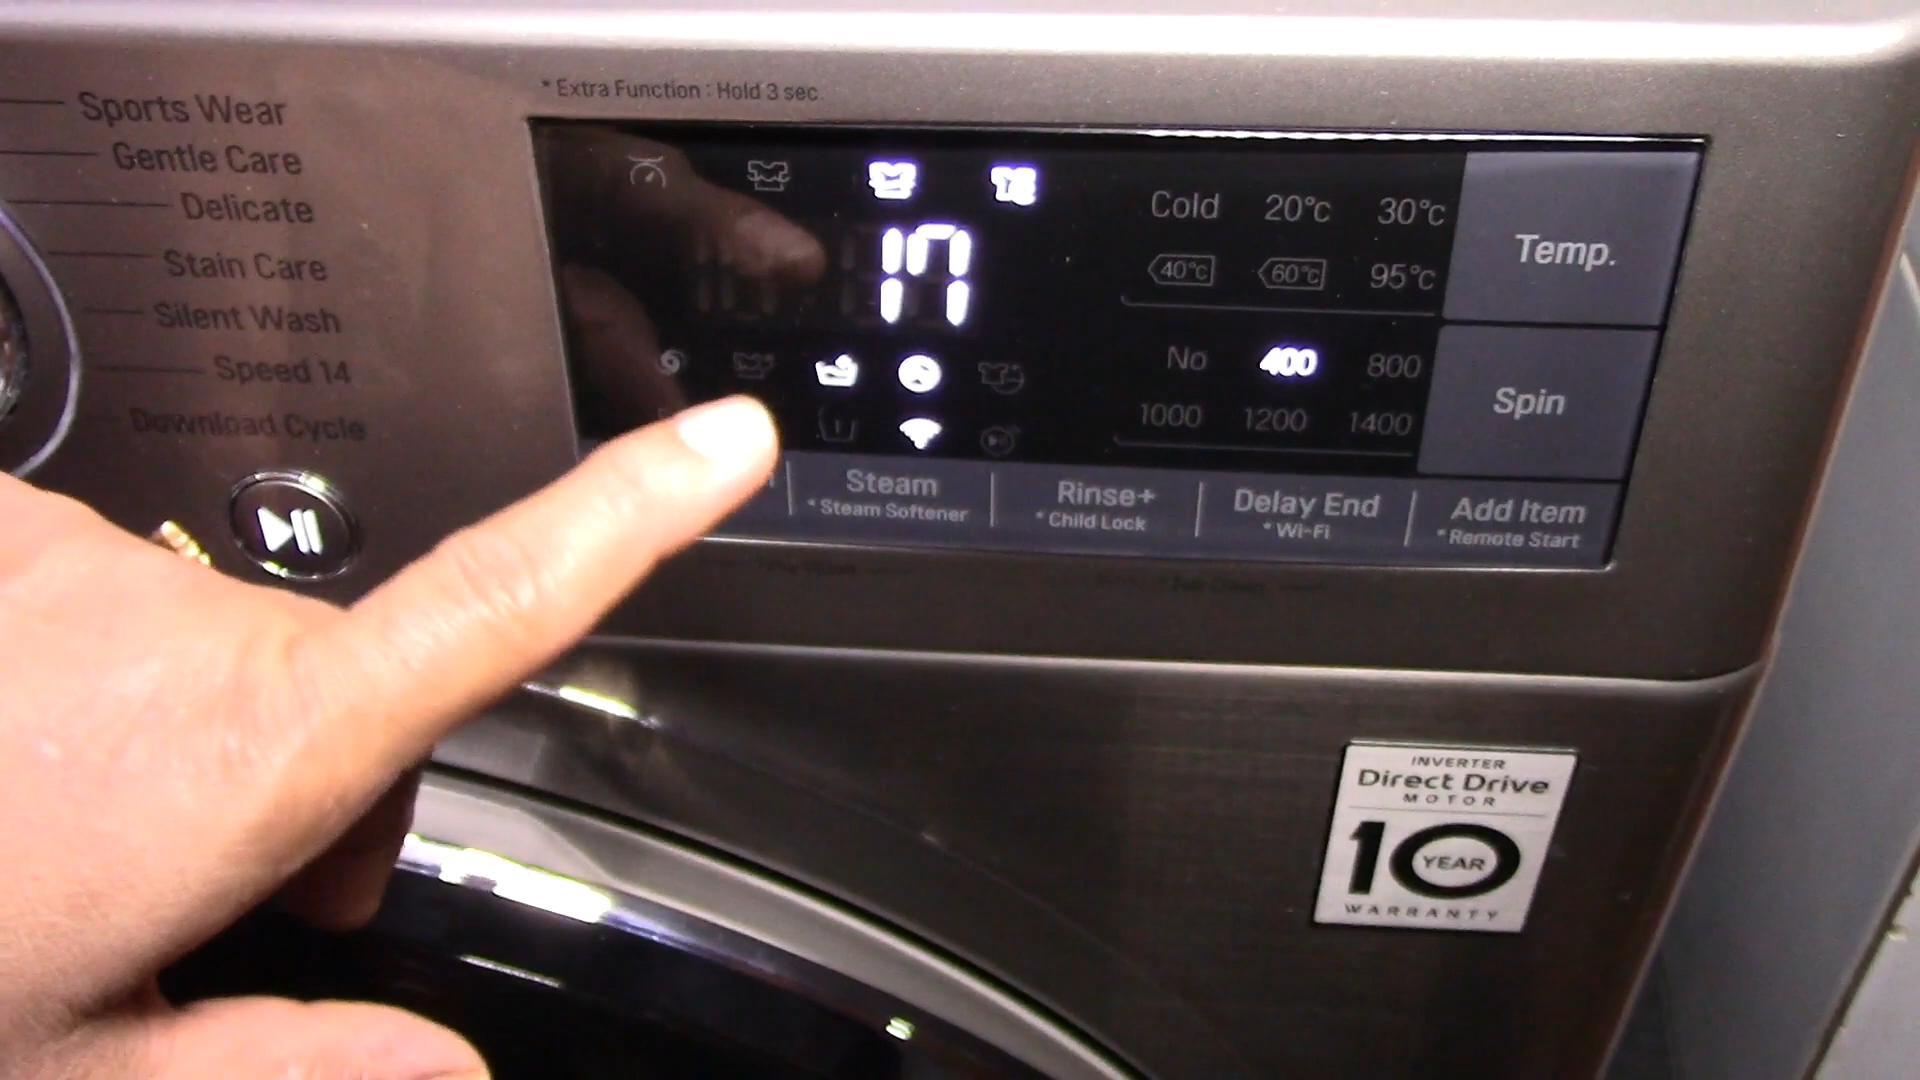 * Extra Function : Hold 3 sec.
Sports Wear
Gentle Care
Delicate
Stain Care
Silent Wash
Speed 14
Download Cycle
17
Cold 20°c 30°c
40°c 60°c 95°c
Temp.
No 400 800
1000 1200 1400
Spin
Steam
* Steam Softener
Rinse+
* Child Lock
Delay End
* Wi-Fi
Add Item
* Remote Start
INVERTER
Direct Drive
MOTOR
10
YEAR
WARRANTY